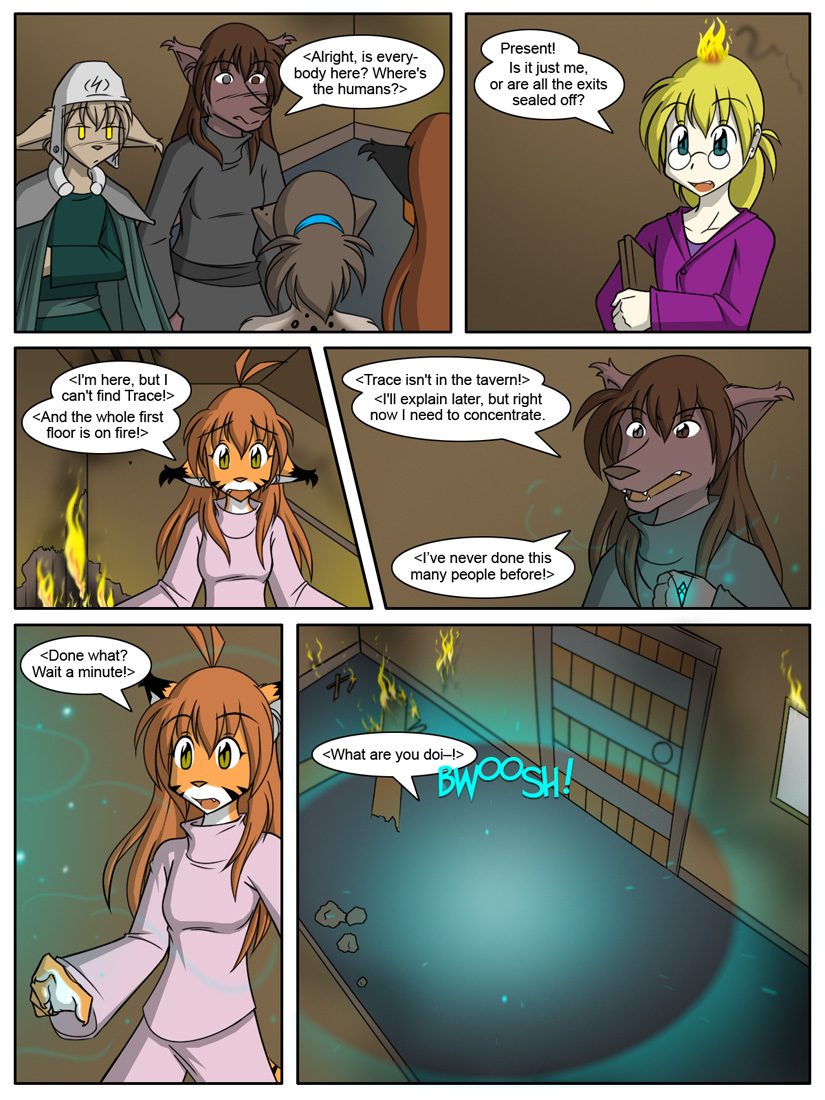 <Alright, is every-
body here? Where's
the humans?>
Present!
Is it just me,
or are all the exits
sealed off?
<I'm here, but I
can't find Trace!>
<And the whole first
floor is on fire!>
<Trace isn't in the tavern!>
<I'll explain later, but right
now I need to concentrate.
<I've never done this
many people before!>
<Done what?
Wait a minute!>
<What are you doi–!>
BWOOSH!